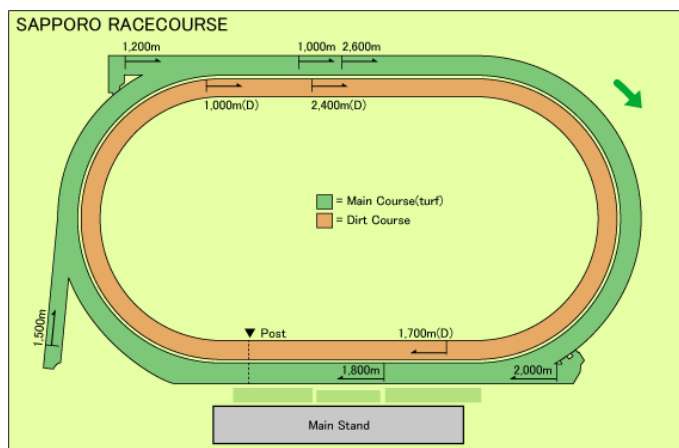 SAPPORO RACECOURSE
1,200m
1,000m
2,600m
1,000m(D)
2,400m(D)
= Main Course(turf)
= Dirt Course
1,500m
Post
1,700m(D)
1,800m
2,000m
Main Stand